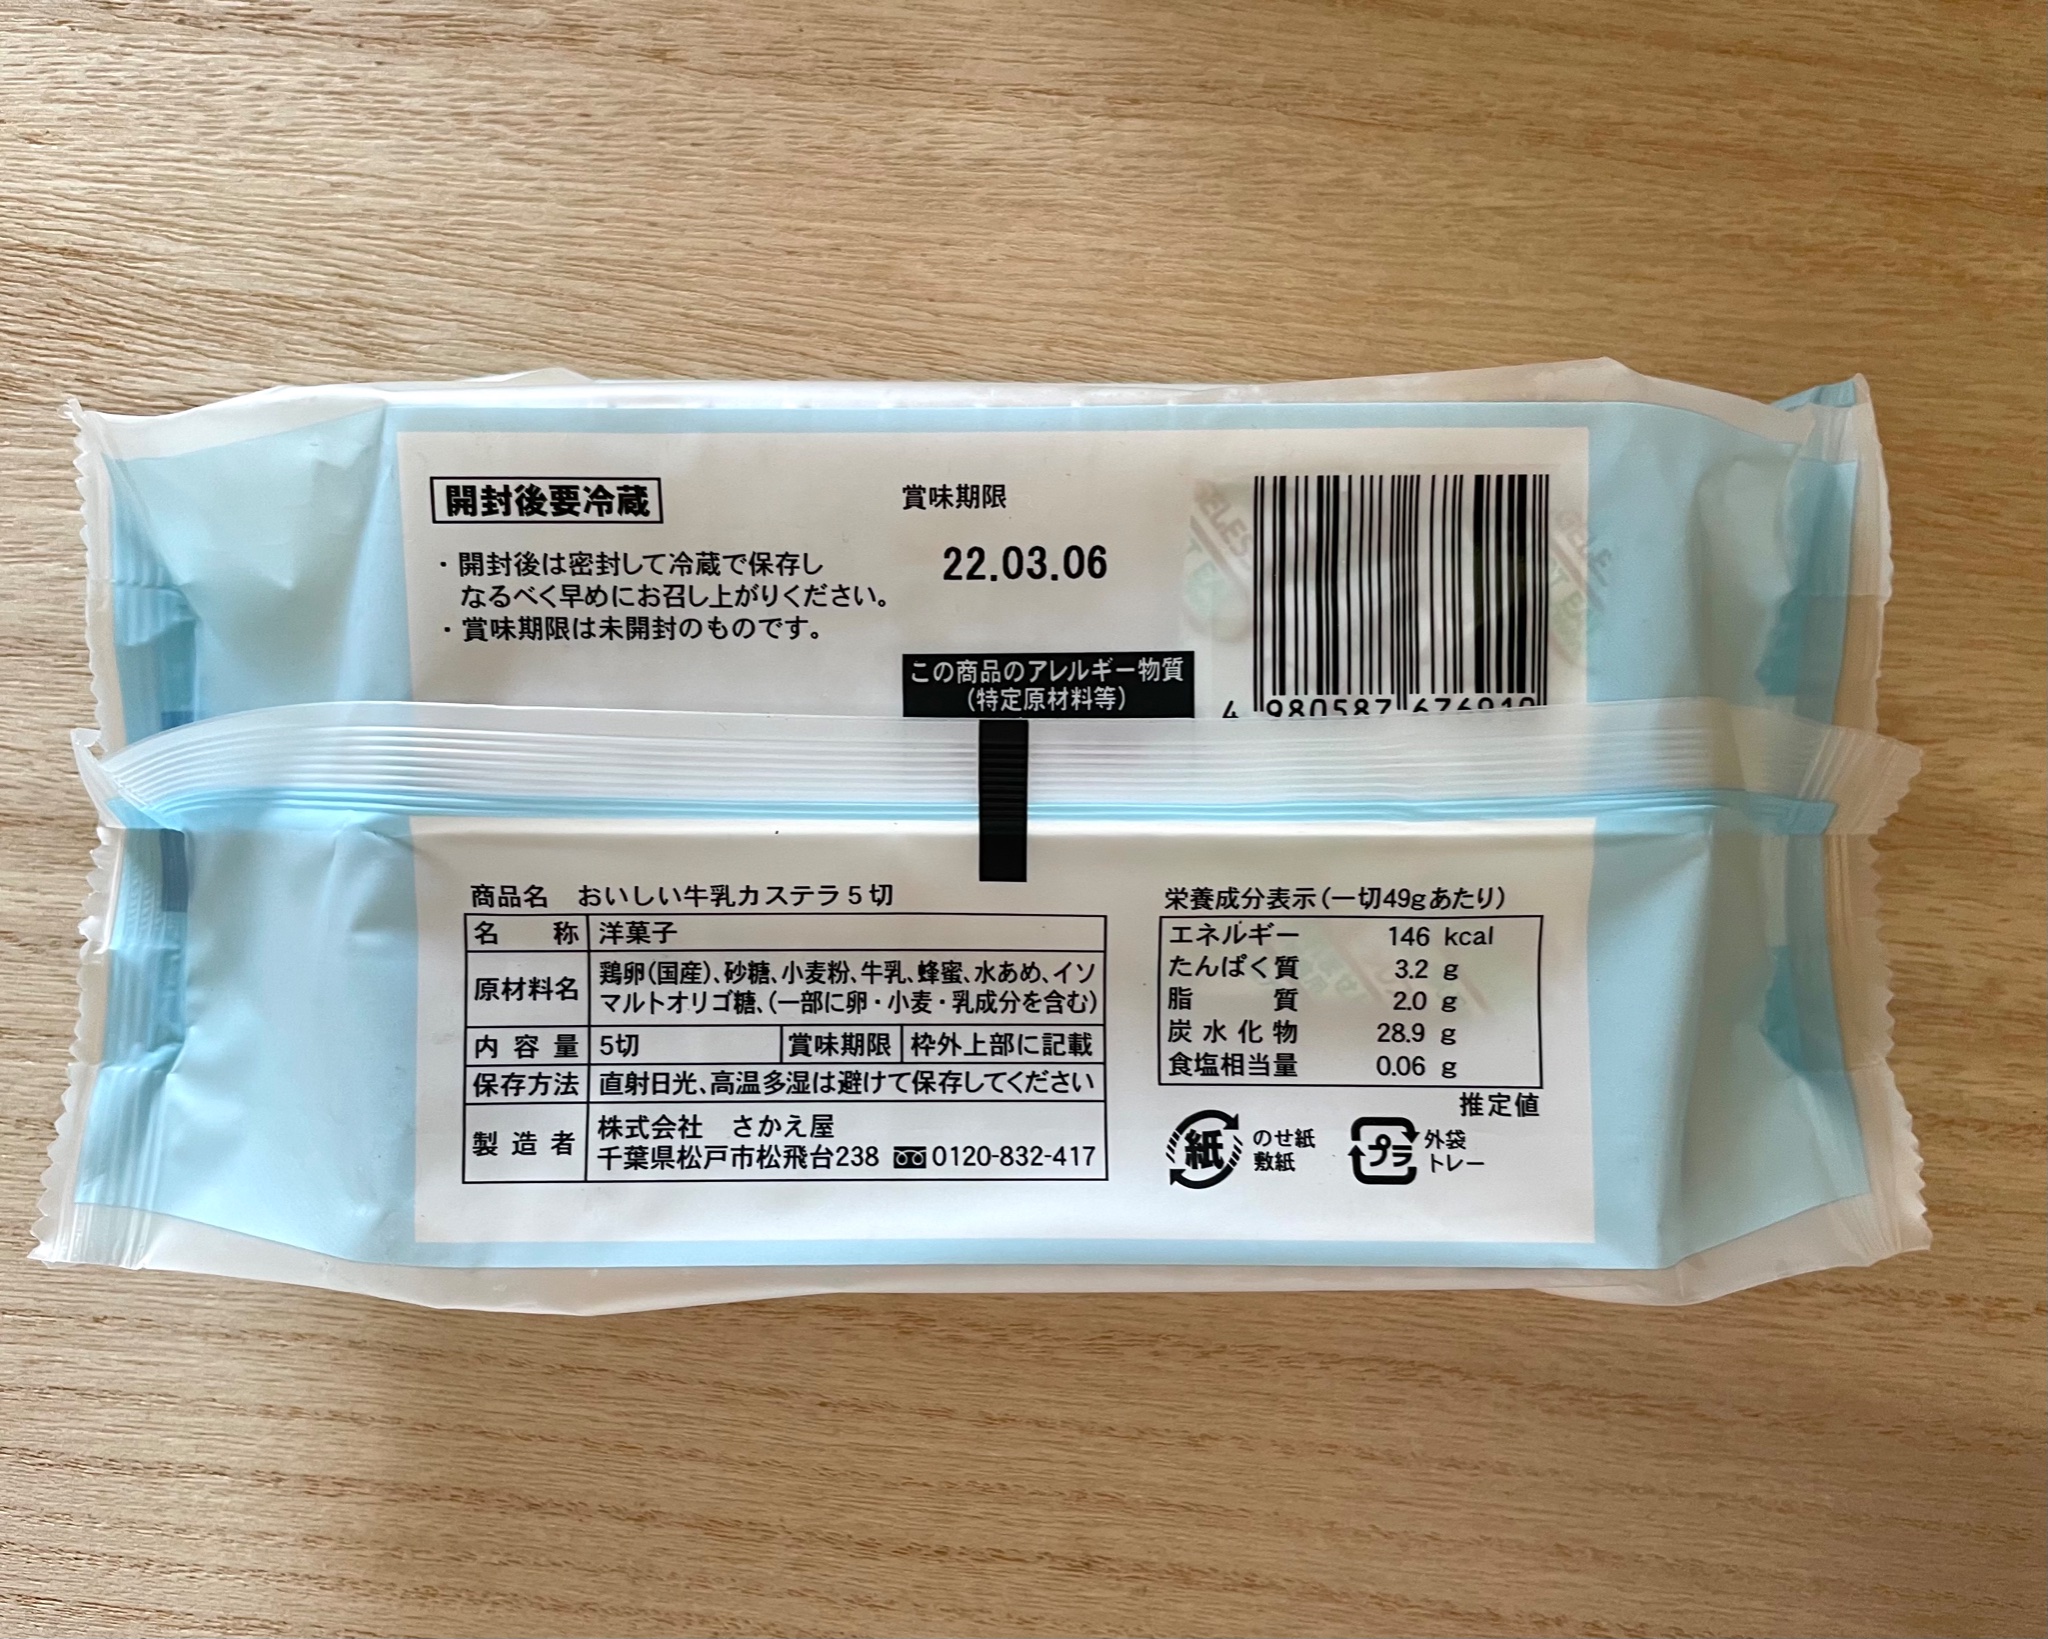 開封後要冷蔵
・開封後は密封して冷蔵で保存し
なるべく早めにお召し上がりください。
・賞味期限は未開封のものです。
賞味期限
22.03.06
この商品のアレルギー物質
(特定原材料等)
4 980587 676910
商品名 おいしい牛乳カステラ5切
名称 洋菓子
原材料名 鶏卵(国産)、砂糖、小麦粉、牛乳、蜂蜜、水あめ、イソ
マルトオリゴ糖、(一部に卵・小麦・乳成分を含む)
内容量 5切 賞味期限 枠外上部に記載
保存方法 直射日光、高温多湿は避けて保存してください
製造者 株式会社 さかえ屋
千葉県松戸市松飛台238 0120-832-417
栄養成分表示(一切49gあたり)
エネルギー 146 kcal
たんぱく質 3.2 g
脂質 2.0 g
炭水化物 28.9 g
食塩相当量 0.06 g
推定値
紙 のせ紙
敷紙
プラ 外袋
トレー